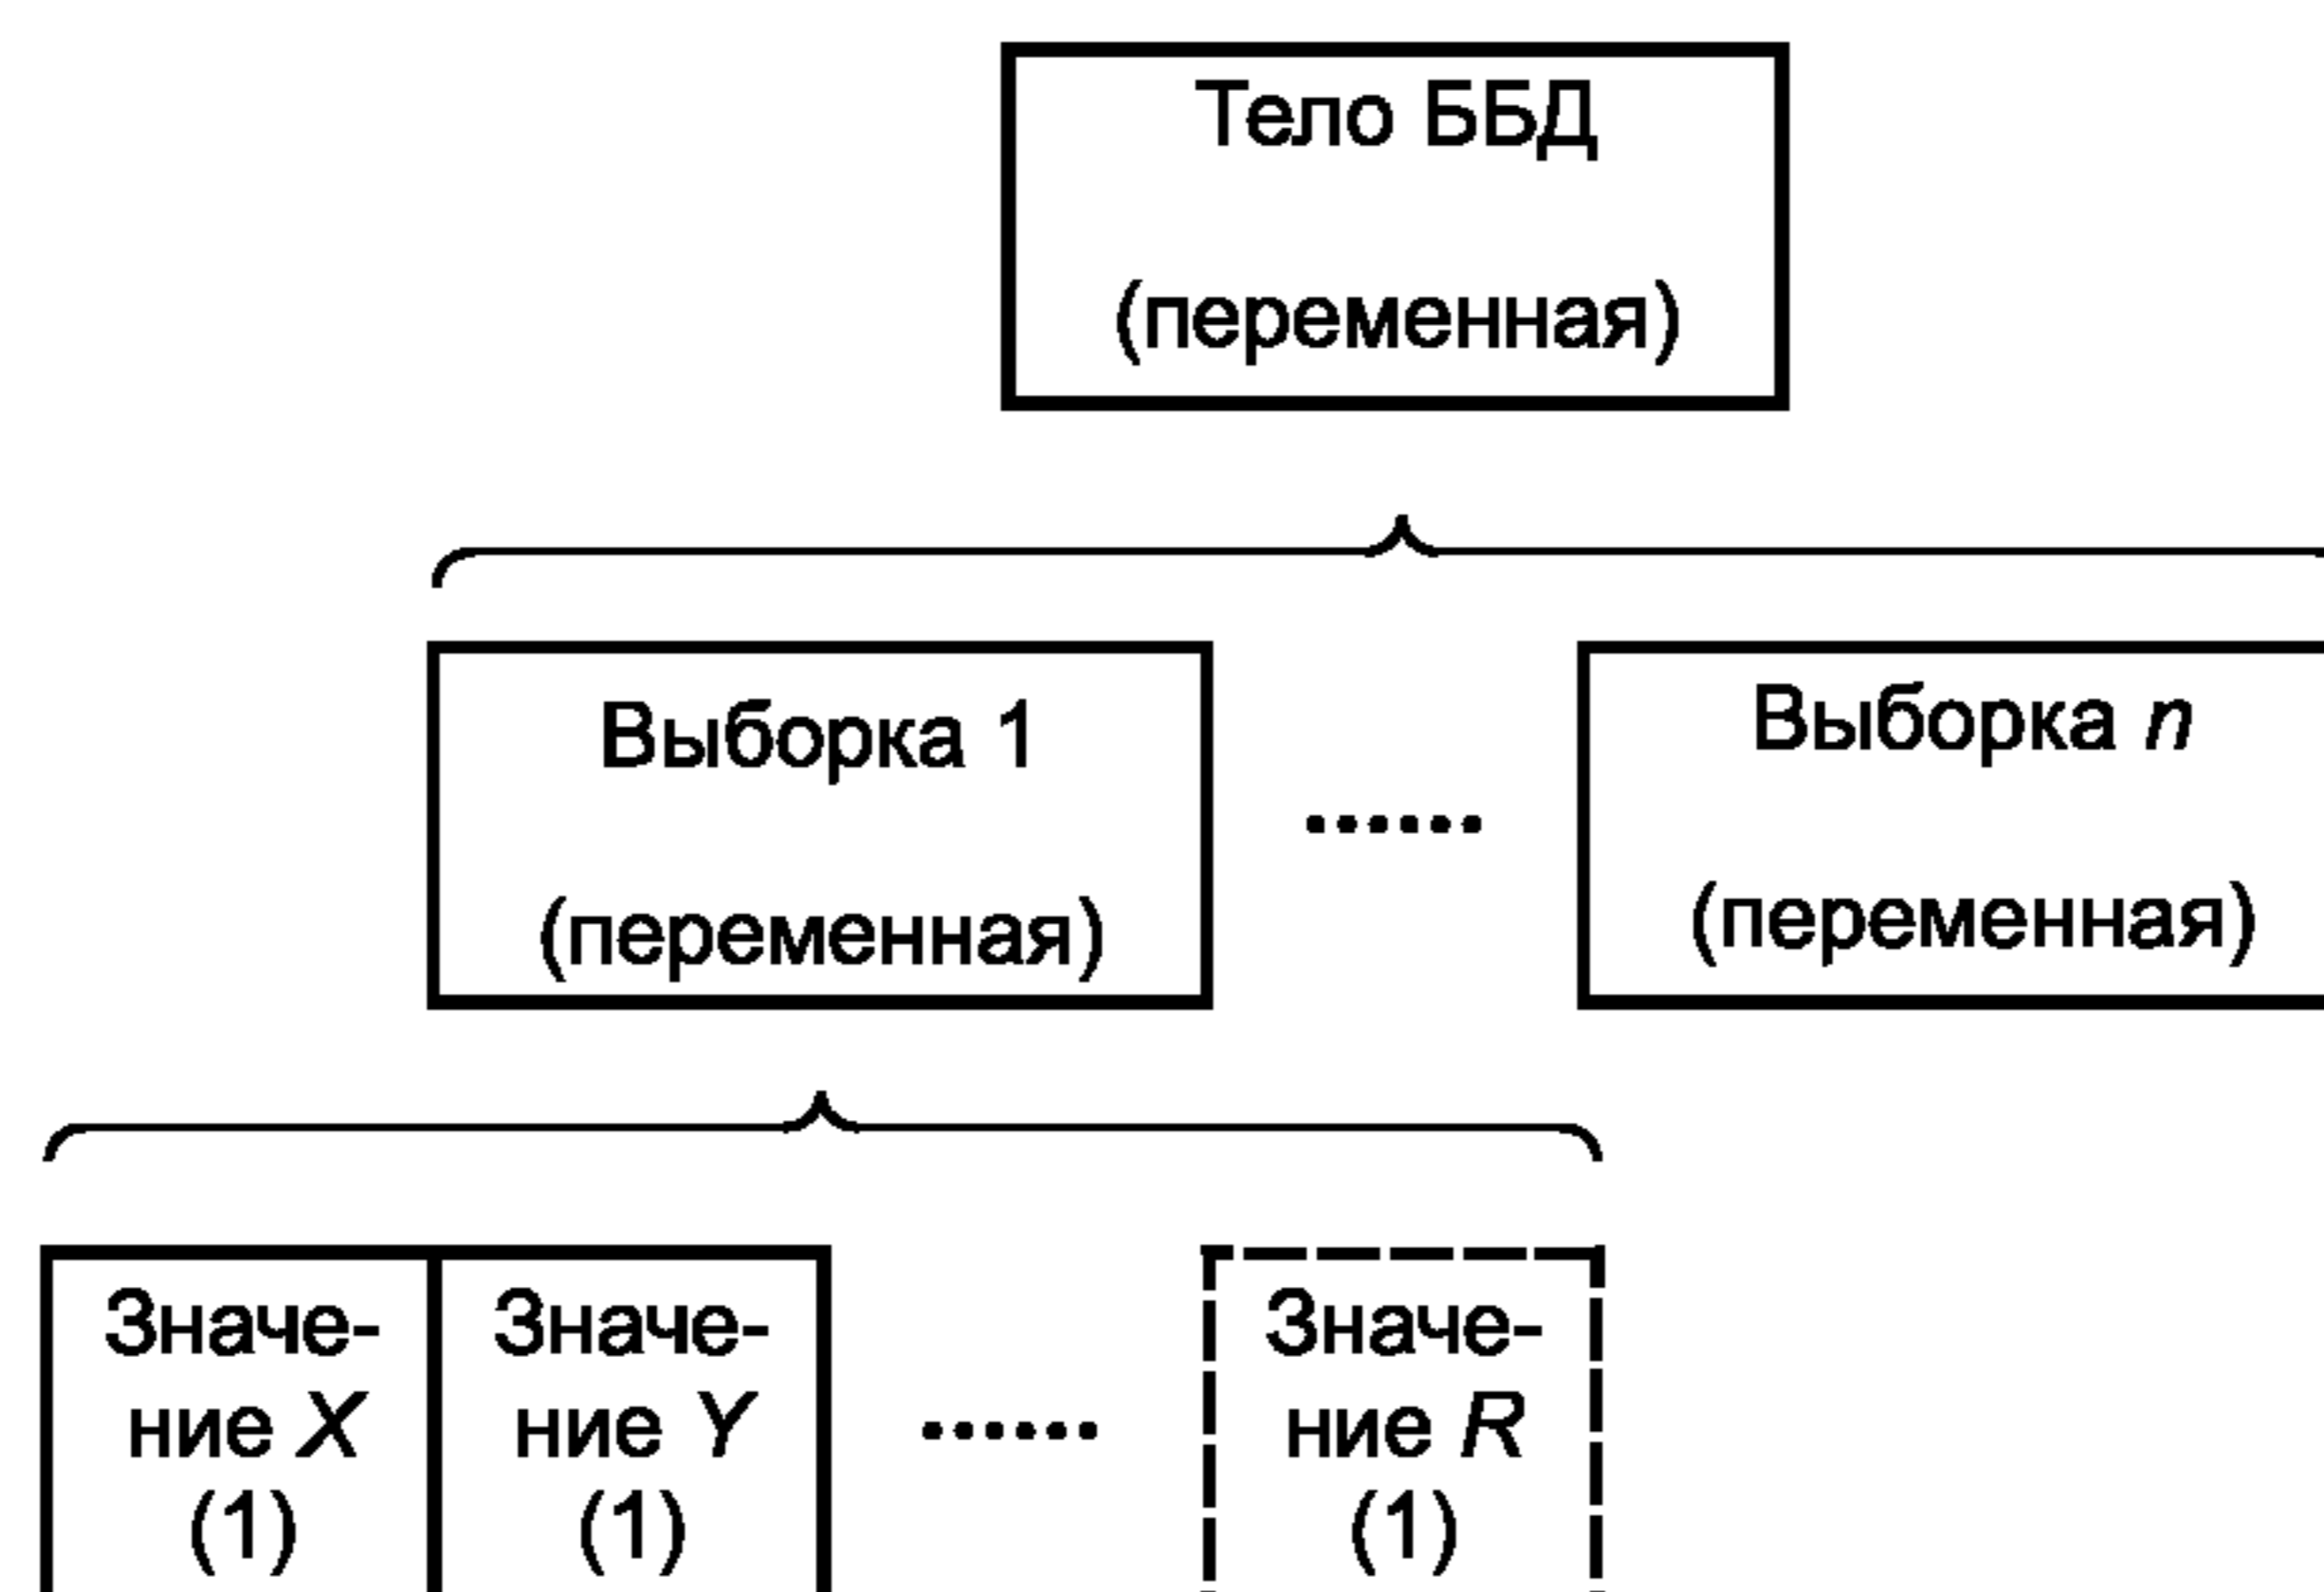 Тело ББД
(переменная)
Выборка 1
(переменная)
......
Выборка n
(переменная)
Значе-
ние X
(1)
Значе-
ние Y
(1)
......
Значе-
ние R
(1)